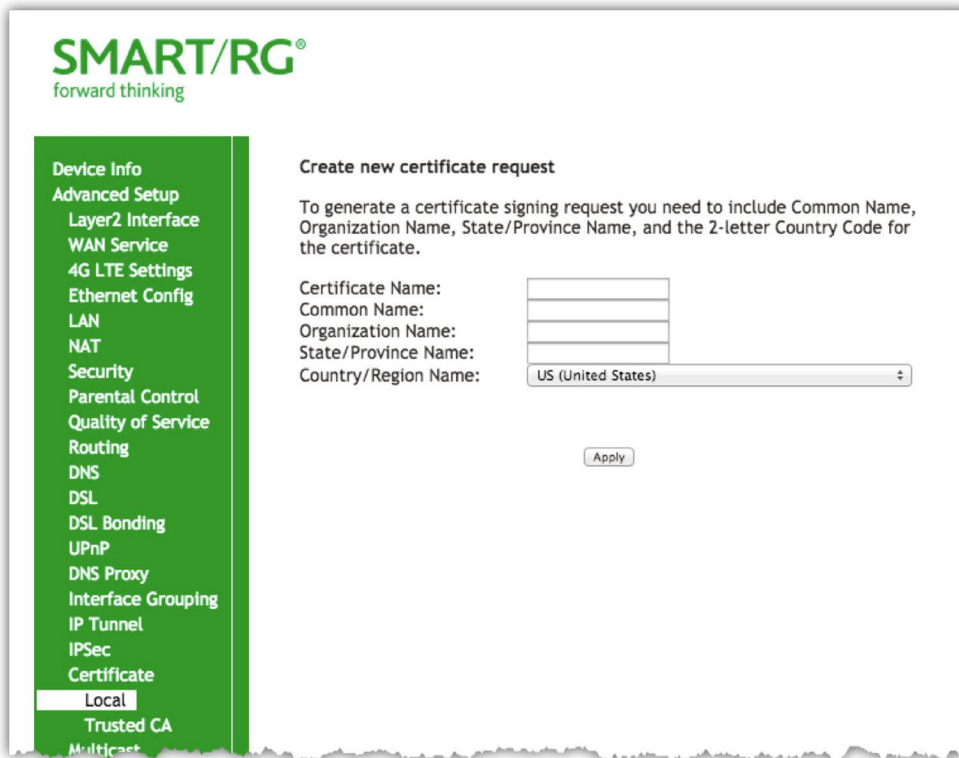 SMART/RG®
forward thinking
Device Info
Advanced Setup
Layer2 Interface
WAN Service
4G LTE Settings
Ethernet Config
LAN
NAT
Security
Parental Control
Quality of Service
Routing
DNS
DSL
DSL Bonding
UPnP
DNS Proxy
Interface Grouping
IP Tunnel
IPSec
Certificate
Local
Trusted CA
Multicast
Create new certificate request
To generate a certificate signing request you need to include Common Name,
Organization Name, State/Province Name, and the 2-letter Country Code for
the certificate.
Certificate Name:
Common Name:
Organization Name:
State/Province Name:
Country/Region Name: US (United States)
Apply